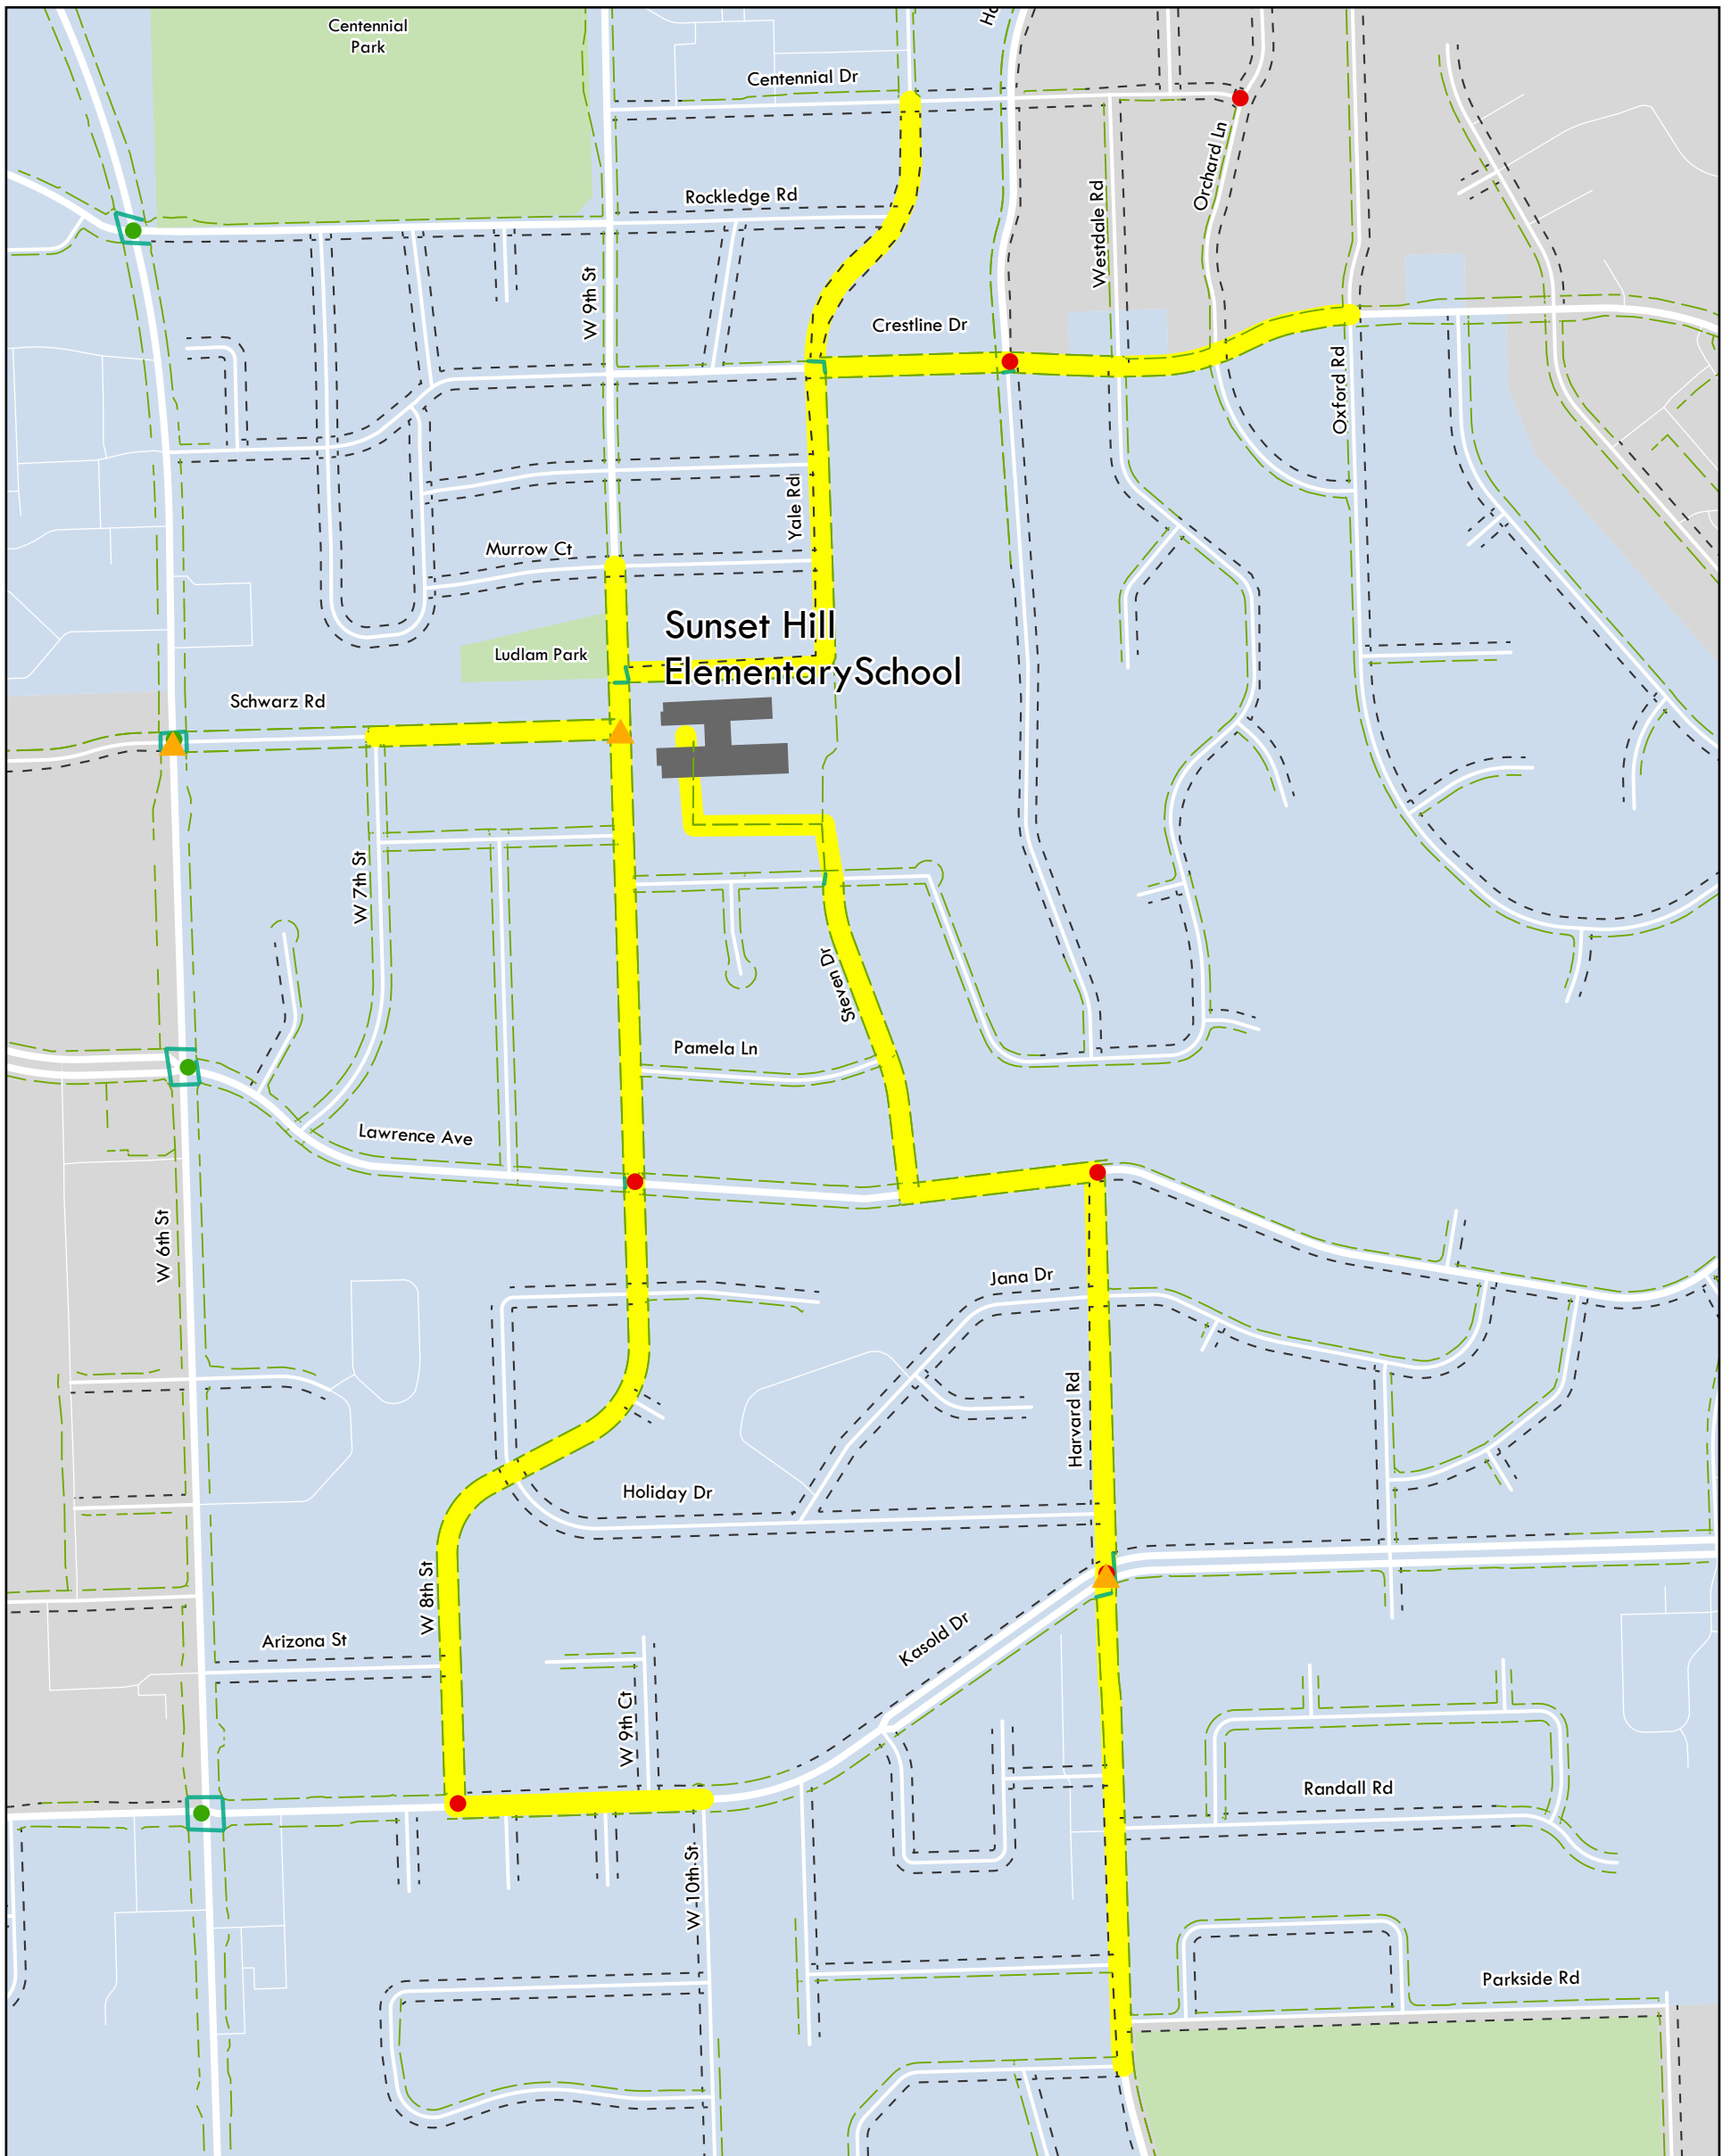 Centennial
Park
Centennial Dr
Rockledge Rd
Orchard Ln
Westdale Rd
W 9th St
Crestline Dr
Oxford Rd
Yale Rd
Murrow Ct
Sunset Hill
ElementarySchool
Ludlam Park
Schwarz Rd
W 7th St
Steven Dr
Pamela Ln
Lawrence Ave
W 6th St
Jana Dr
Harvard Rd
Holiday Dr
W 8th St
Arizona St
Kasold Dr
W 9th Ct
Randall Rd
W 10th St
Parkside Rd